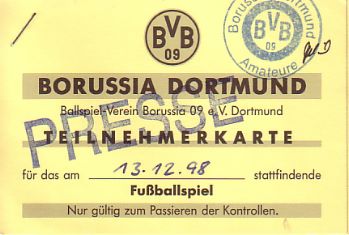 BVB
09
Borussia Dortmund
BVB
09
Amateure
BORUSSIA DORTMUND
Ballspiel-Verein Borussia 09 e.V. Dortmund
PRESSE
TEILNEHMERKARTE
für das am 13.12.98 stattfindende
Fußballspiel
Nur gültig zum Passieren der Kontrollen.